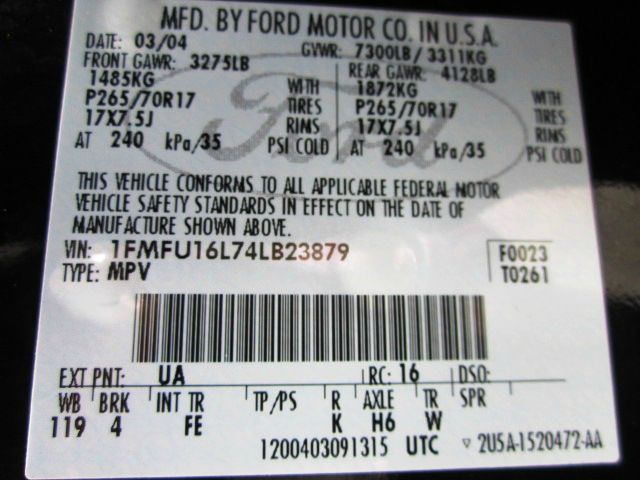 MFD. BY FORD MOTOR CO. IN U.S.A.
DATE: 03/04 GVWR: 7300LB/ 3311KG
FRONT GAWR: 3275LB REAR GAWR: 4128LB
1485KG WITH 1872KG WITH
P265/70R17 TIRES P265/70R17 TIRES
17X7.5J RIMS 17X7.5J RIMS
AT 240 kPa/35 PSI COLD AT 240 kPa/35 PSI COLD
Ford
THIS VEHICLE CONFORMS TO ALL APPLICABLE FEDERAL MOTOR
VEHICLE SAFETY STANDARDS IN EFFECT ON THE DATE OF
MANUFACTURE SHOWN ABOVE.
VIN: 1FMFU16L74LB23879 F0023
TYPE: MPV T0261
EXT PNT: UA RC: 16 DSO:
WB BRK INT TR TP/PS R AXLE TR SPR
119 4 FE K H6 W
1200403091315 UTC ▽ 2U5A-1520472-AA